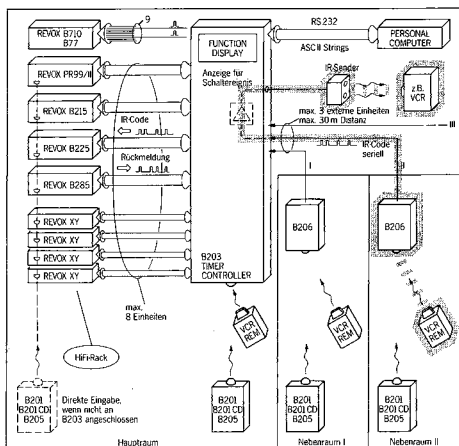 9
REVOX B710
B77
REVOX PR99/II
REVOX B215
REVOX B225
REVOX B285
REVOX XY
REVOX XY
REVOX XY
REVOX XY
IR-Code
Rückmeldung
max.
8 Einheiten
HiFi-Rack
FUNCTION
DISPLAY
Anzeige für
Schaltereignis
B203
TIMER
CONTROLLER
RS 232
ASCII Strings
PERSONAL
COMPUTER
IR-Sender
z.B.
VCR
max. 3 externe Einheiten
max. 30m Distanz
III
IR-Code
seriell
I
II
B206
B206
VCR
REM
VCR
REM
VCR
REM
B201
B201 CD
B205
Direkte Eingabe,
wenn nicht an
B203 angeschlossen
B201
B201 CD
B205
B201
B201 CD
B205
B201
B201 CD
B205
Hauptraum
Nebenraum I
Nebenraum II